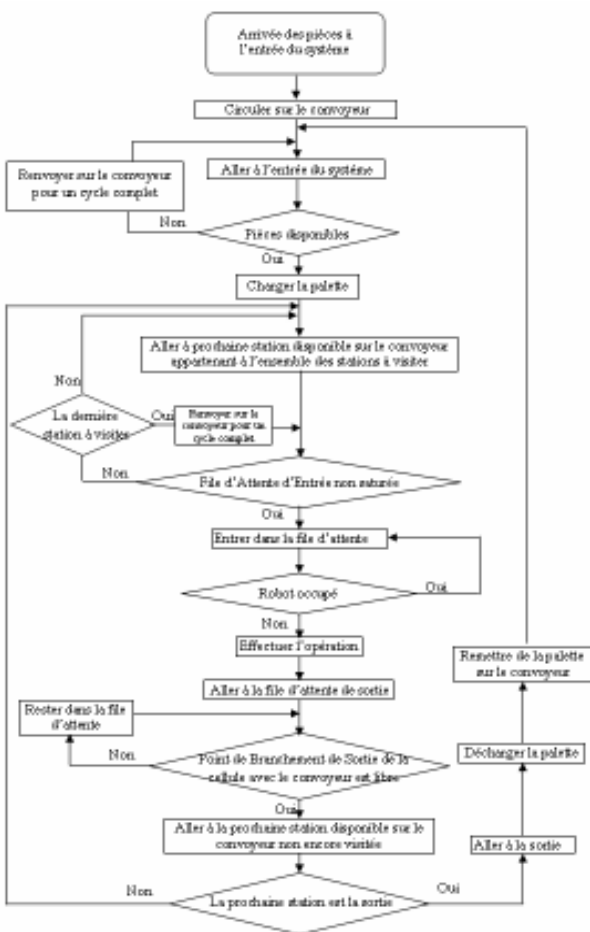 Arrivée des pièces à
l'entrée du système
Circuler sur le convoyeur
Renvoyer sur le convoyeur
pour un cycle complet
Aller à l'entrée du système
Non
Pièces disponibles
Oui
Charger la palette
Aller à prochaine station disponible sur le convoyeur
appartenant à l'ensemble des stations à visiter
Non
La dernière
station à visiter
Oui
Renvoyer sur le
convoyeur pour un
cycle complet
Non
File d'Attente d'Entrée non saturée
Oui
Entrer dans la file d'attente
Robot occupé
Oui
Non
Effectuer l'opération
Remettre de la palette
sur le convoyeur
Aller à la file d'attente de sortie
Rester dans la file
d'attente
Point de Branchement de Sortie de la
cellule avec le convoyeur est libre
Non
Décharger la palette
Oui
Aller à la prochaine station disponible sur le
convoyeur non encore visitée
Aller à la sortie
Non
Oui
La prochaine station est la sortie